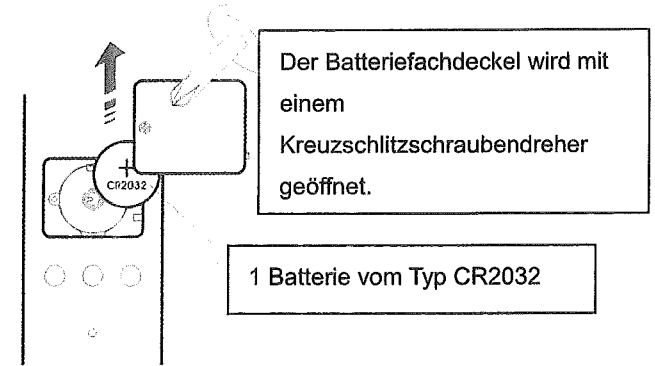 Der Batteriefachdeckel wird mit
einem
Kreuzschlitzschraubendreher
geöffnet.
+
CR2032
1 Batterie vom Typ CR2032